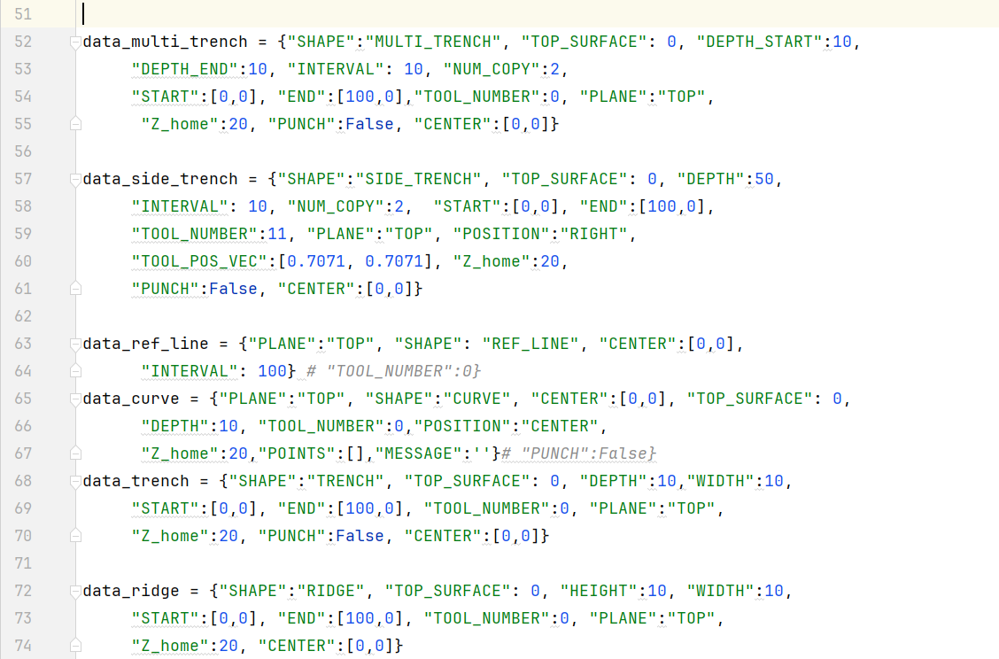 51
52 data_multi_trench = {"SHAPE":"MULTI_TRENCH", "TOP_SURFACE": 0, "DEPTH_START":10,
53      "DEPTH_END":10, "INTERVAL": 10, "NUM_COPY":2,
54      "START":[0,0], "END":[100,0],"TOOL_NUMBER":0, "PLANE":"TOP",
55       "Z_home":20, "PUNCH":False, "CENTER":[0,0]}
56
57 data_side_trench = {"SHAPE":"SIDE_TRENCH", "TOP_SURFACE": 0, "DEPTH":50,
58      "INTERVAL": 10, "NUM_COPY":2,  "START":[0,0], "END":[100,0],
59      "TOOL_NUMBER":11, "PLANE":"TOP", "POSITION":"RIGHT",
60      "TOOL_POS_VEC":[0.7071, 0.7071], "Z_home":20,
61      "PUNCH":False, "CENTER":[0,0]}
62
63 data_ref_line = {"PLANE":"TOP", "SHAPE": "REF_LINE", "CENTER":[0,0],
64       "INTERVAL": 100} # "TOOL_NUMBER":0}
65 data_curve = {"PLANE":"TOP", "SHAPE":"CURVE", "CENTER":[0,0], "TOP_SURFACE": 0,
66       "DEPTH":10, "TOOL_NUMBER":0,"POSITION":"CENTER",
67       "Z_home":20,"POINTS":[],"MESSAGE":''}# "PUNCH":False}
68 data_trench = {"SHAPE":"TRENCH", "TOP_SURFACE": 0, "DEPTH":10,"WIDTH":10,
69      "START":[0,0], "END":[100,0], "TOOL_NUMBER":0, "PLANE":"TOP",
70      "Z_home":20, "PUNCH":False, "CENTER":[0,0]}
71
72 data_ridge = {"SHAPE":"RIDGE", "TOP_SURFACE": 0, "HEIGHT":10, "WIDTH":10,
73      "START":[0,0], "END":[100,0], "TOOL_NUMBER":0, "PLANE":"TOP",
74      "Z_home":20, "CENTER":[0,0]}